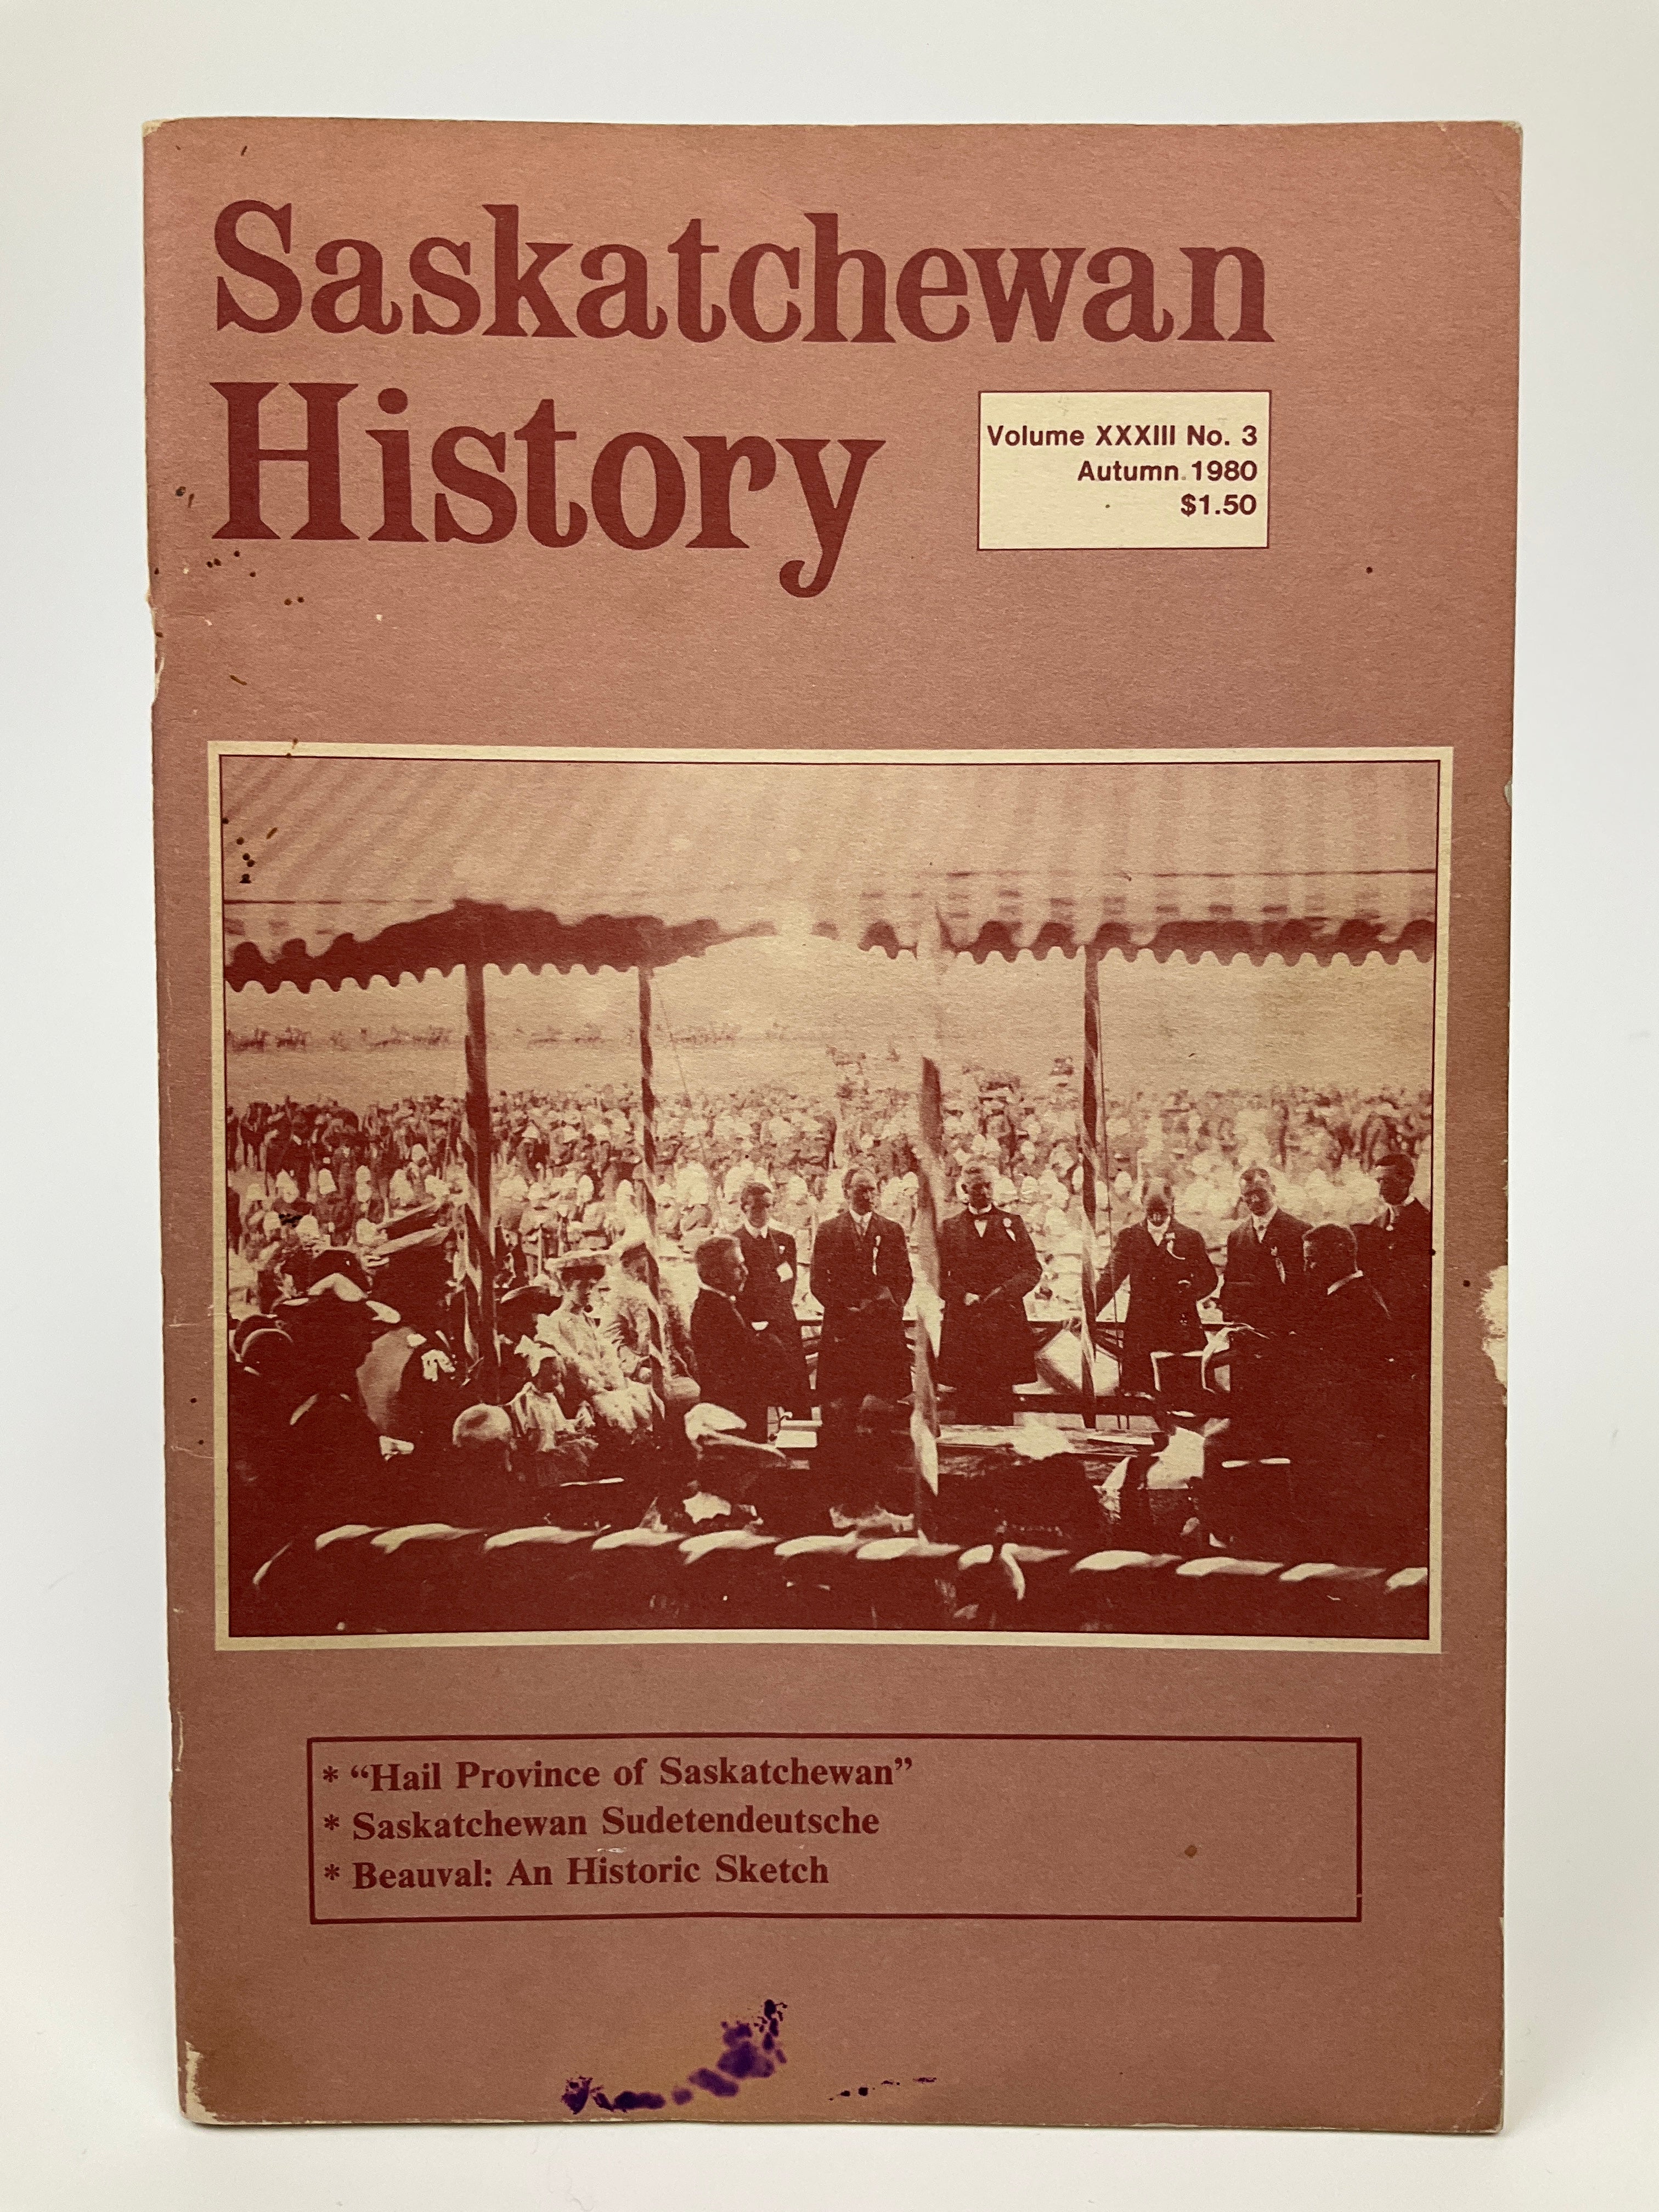 Saskatchewan
History
Volume XXXIII No. 3
Autumn 1980
$1.50
* “Hail Province of Saskatchewan”
* Saskatchewan Sudetendeutsche
* Beauval: An Historic Sketch